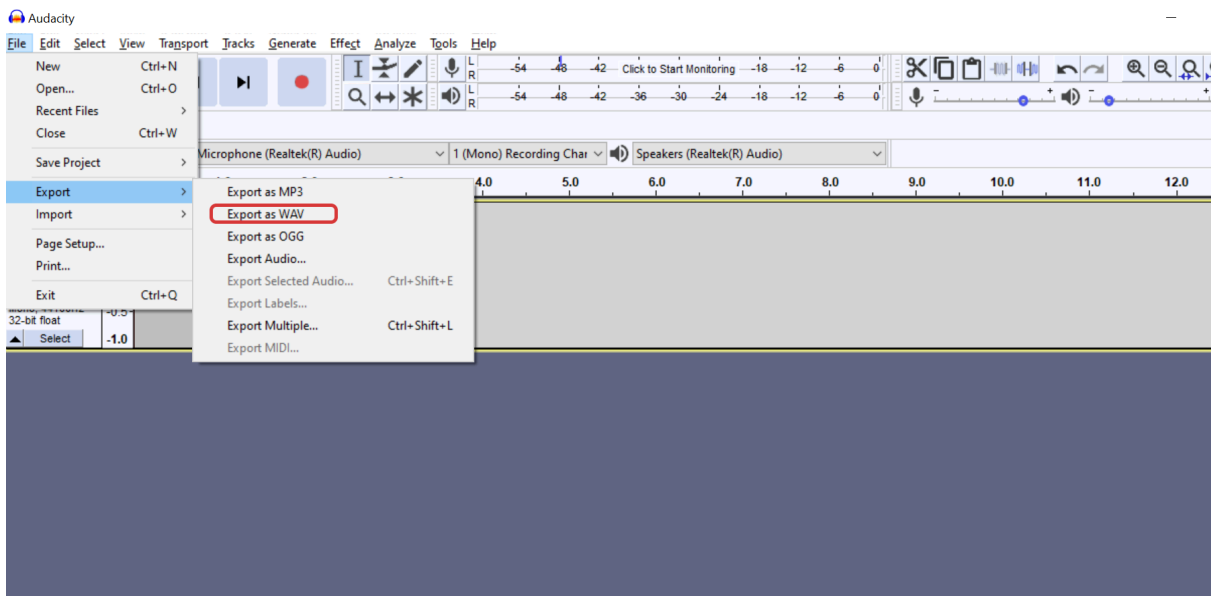 Audacity
File Edit Select View Transport Tracks Generate Effect Analyze Tools Help
New Ctrl+N
Open... Ctrl+O
Recent Files >
Close Ctrl+W
Save Project >
Export >
Import >
Page Setup...
Print...
Exit Ctrl+Q
Export as MP3
Export as WAV
Export as OGG
Export Audio...
Export Selected Audio... Ctrl+Shift+E
Export Labels...
Export Multiple... Ctrl+Shift+L
Export MIDI...
L
R
-54 -48 -42 Click to Start Monitoring -18 -12 -6 0
L
R
-54 -48 -42 -36 -30 -24 -18 -12 -6 0
- +
- +
Microphone (Realtek(R) Audio) 1 (Mono) Recording Char Speakers (Realtek(R) Audio)
4.0 5.0 6.0 7.0 8.0 9.0 10.0 11.0 12.0
32-bit float
Select
-0.5
-1.0